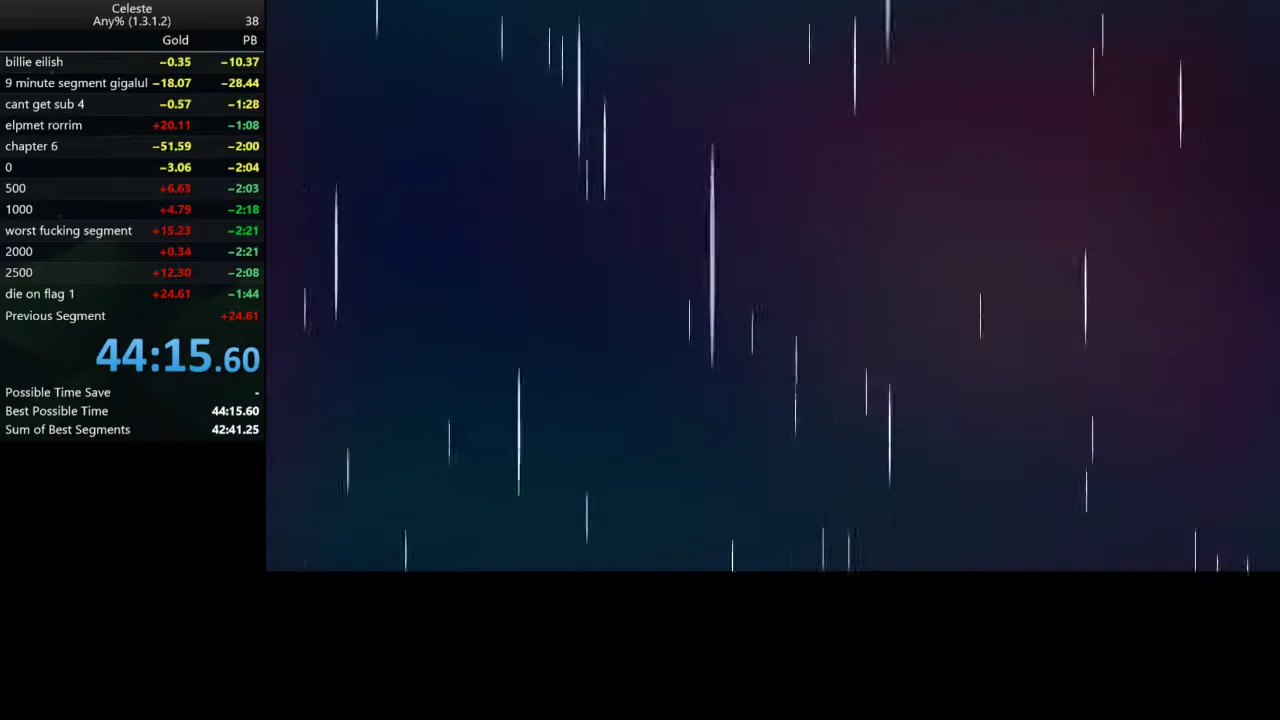 Celeste
Any% (1.3.1.2) 38
Gold PB
billie eilish −0.35 −10.37
9 minute segment gigalul −18.07 −28.44
cant get sub 4 −0.57 −1:28
elpmet rorrim +20.11 −1:08
chapter 6 −51.59 −2:00
0 −3.06 −2:04
500 +6.63 −2:03
1000 +4.79 −2:18
worst fucking segment +15.23 −2:21
2000 +0.34 −2:21
2500 +12.30 −2:08
die on flag 1 +24.61 −1:44
Previous Segment +24.61
44:15.60
Possible Time Save -
Best Possible Time 44:15.60
Sum of Best Segments 42:41.25